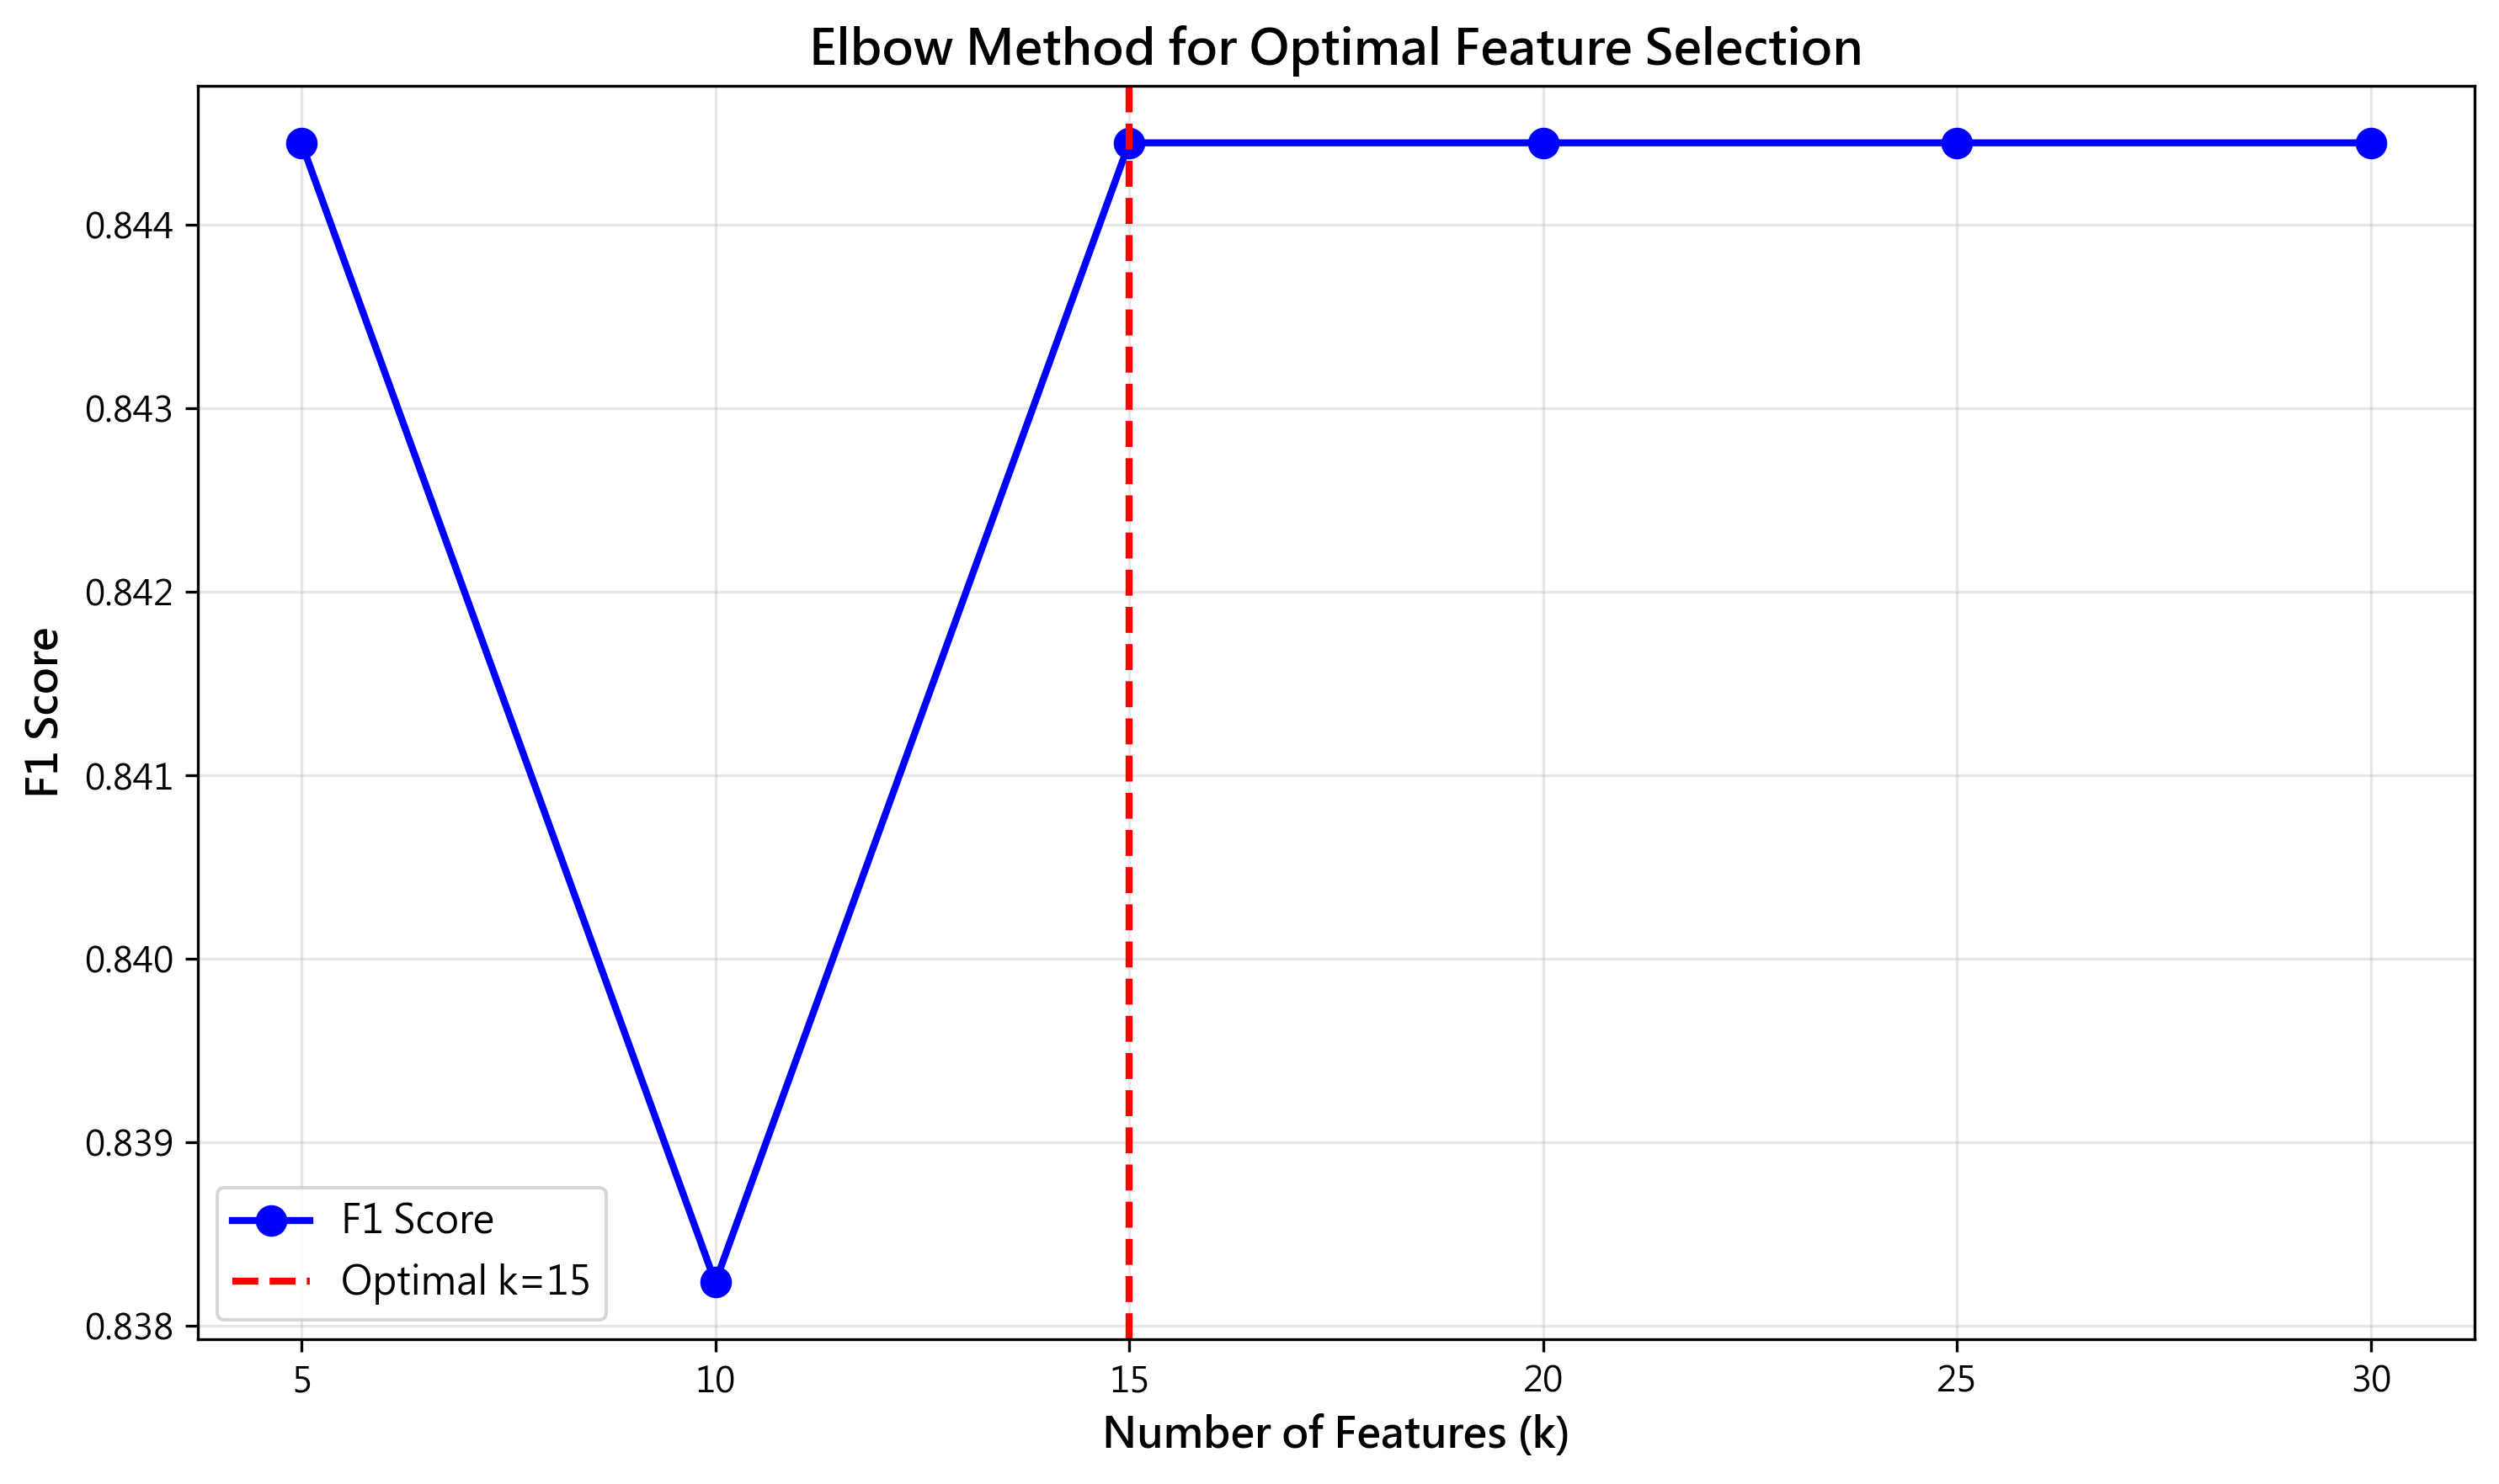 Elbow Method for Optimal Feature Selection
F1 Score
0.844
0.843
0.842
0.841
0.840
0.839
0.838
F1 Score
Optimal k=15
5 10 15 20 25 30
Number of Features (k)